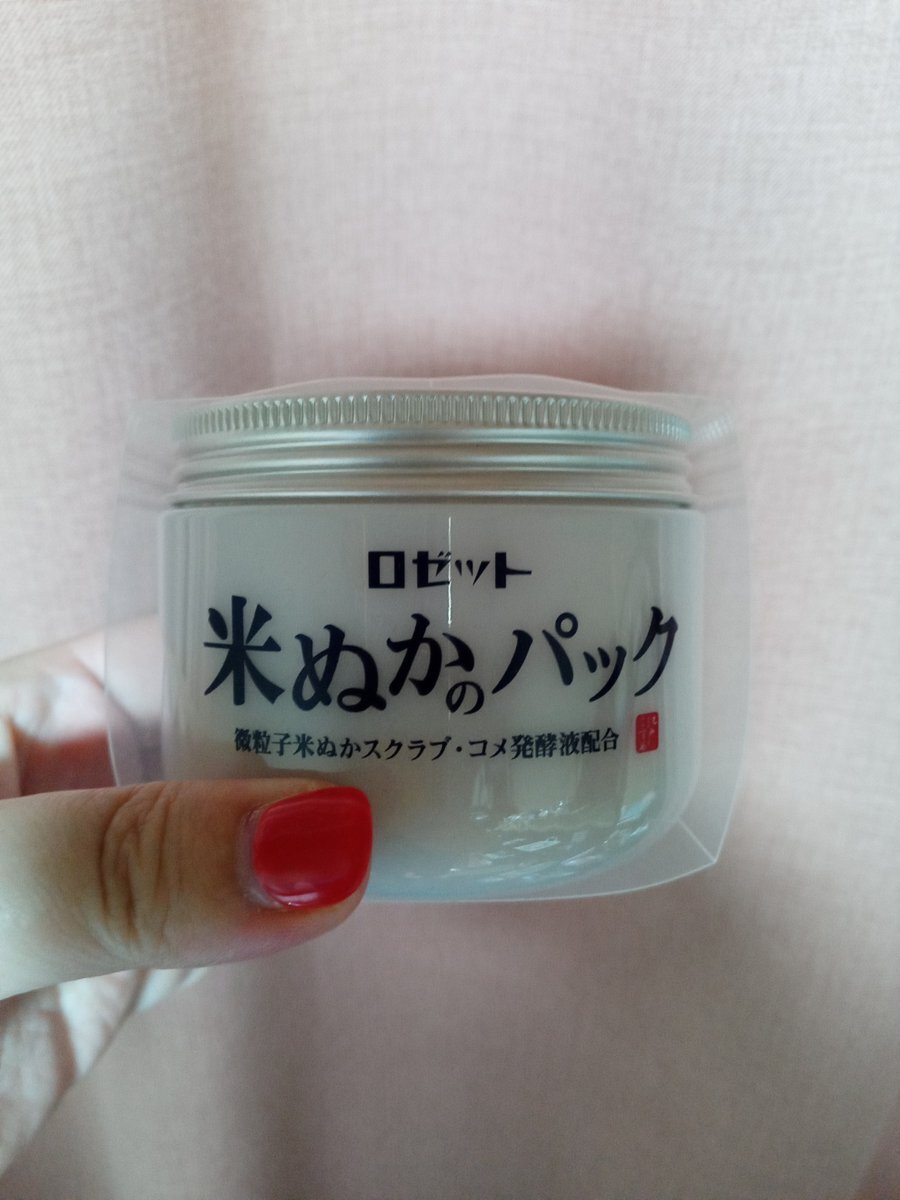 ロゼット
米ぬかのパック
微粒子米ぬかスクラブ・コメ発酵液配合